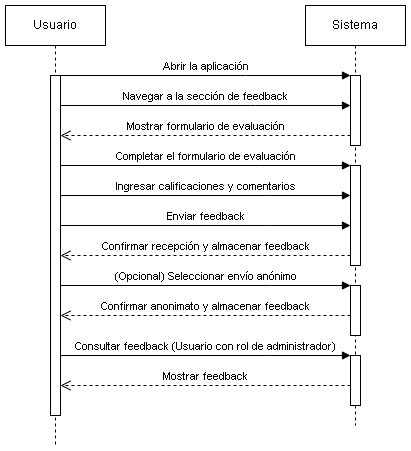 Usuario
Sistema
Abrir la aplicación
Navegar a la sección de feedback
Mostrar formulario de evaluación
Completar el formulario de evaluación
Ingresar calificaciones y comentarios
Enviar feedback
Confirmar recepción y almacenar feedback
(Opcional) Seleccionar envío anónimo
Confirmar anonimato y almacenar feedback
Consultar feedback (Usuario con rol de administrador)
Mostrar feedback